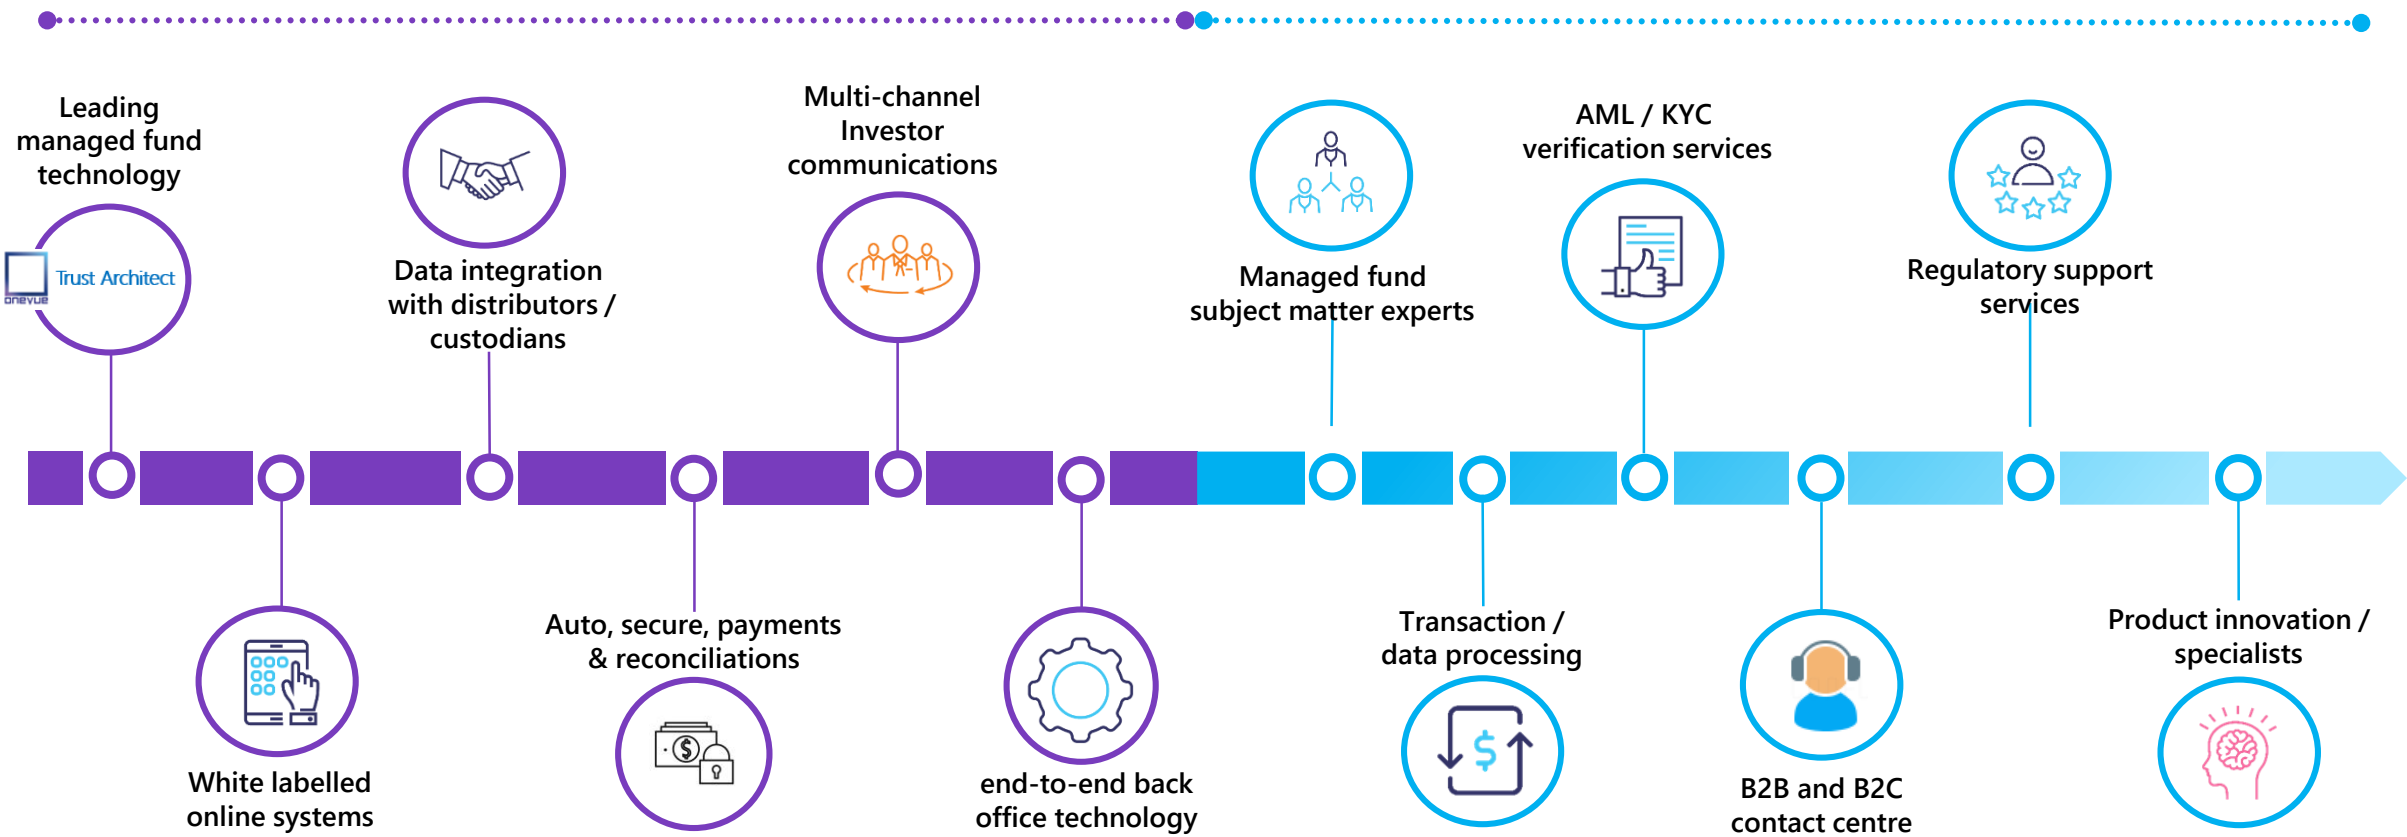 Leading
managed fund
technology
onevue
Trust Architect
White labelled
online systems
Data integration
with distributors /
custodians
Auto, secure, payments
& reconciliations
$
Multi-channel
Investor
communications
end-to-end back
office technology
Managed fund
subject matter experts
Transaction /
data processing
$
AML / KYC
verification services
B2B and B2C
contact centre
Regulatory support
services
Product innovation /
specialists